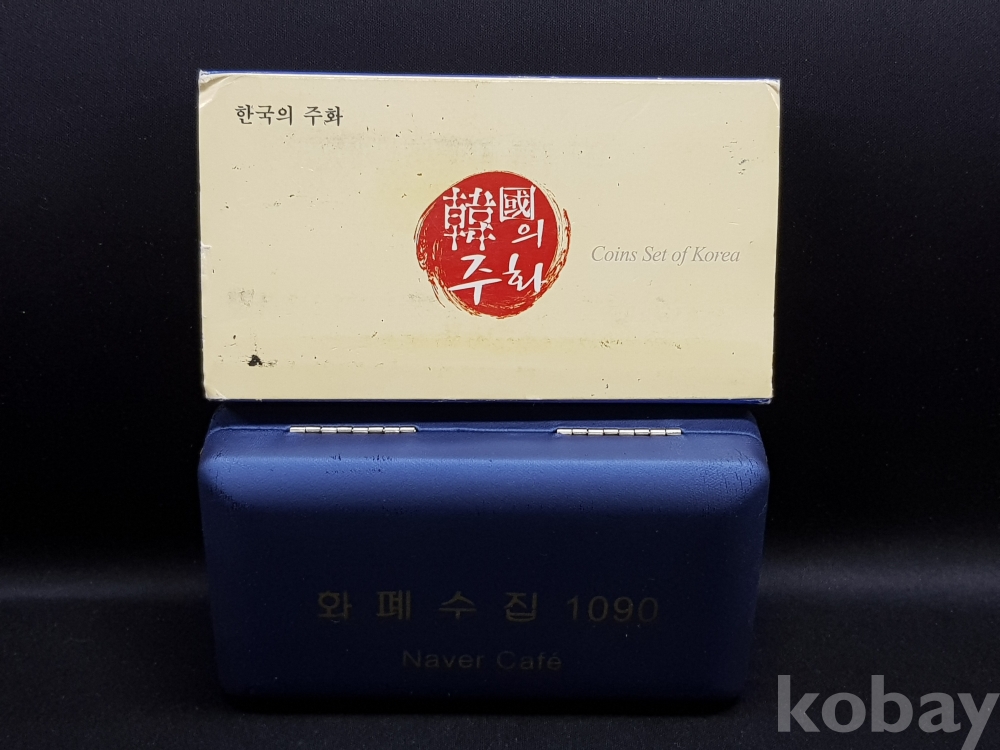 한국의 주화
韓國의
주화
Coins Set of Korea
화폐수집 1090
Naver Café
kobay